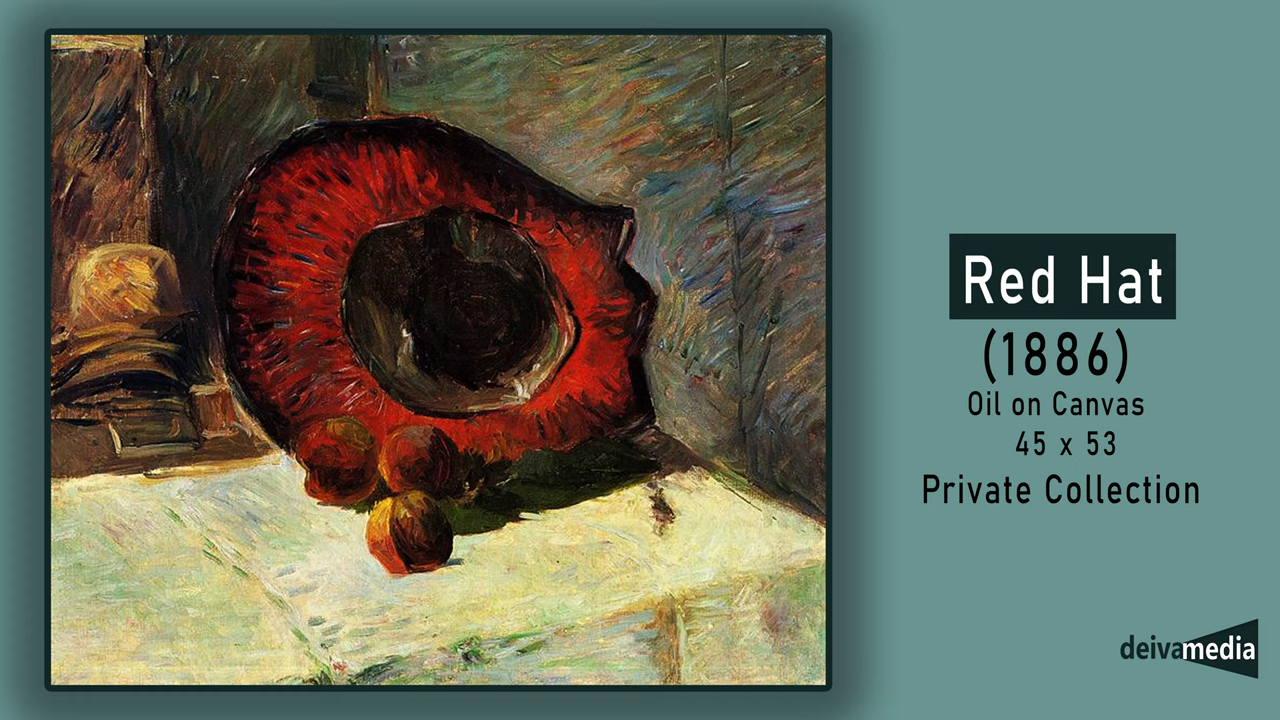 Red Hat
(1886)
Oil on Canvas
45 x 53
Private Collection
deivamedia